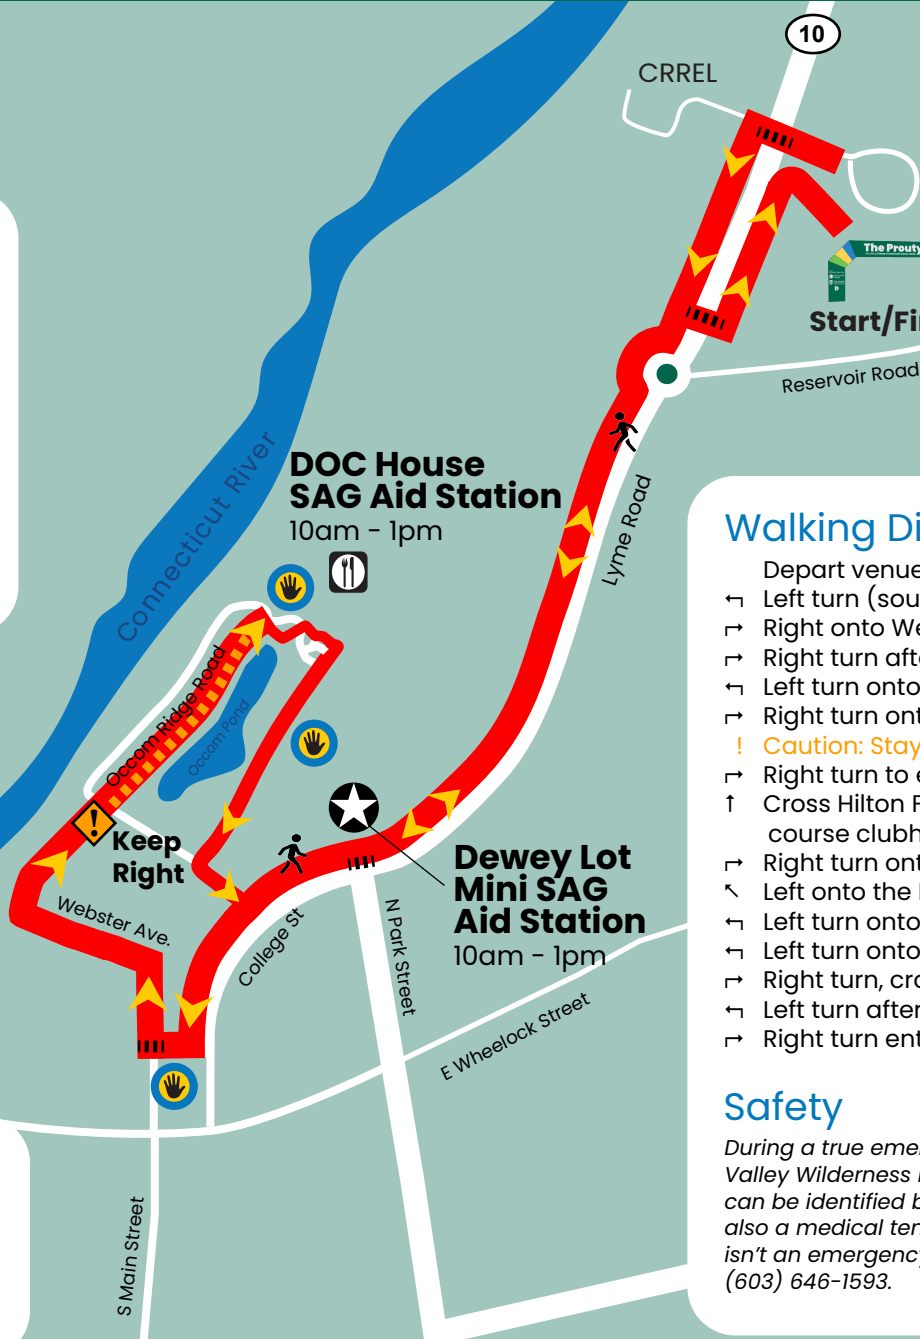 10
CRREL
The Prouty
Start/Fi
Reservoir Road
Connecticut River
DOC House
SAG Aid Station
10am - 1pm
Lyme Road
Occom Ridge Road
Occom Pond
!
Keep
Right
Webster Ave.
College St
N Park Street
Dewey Lot
Mini SAG
Aid Station
10am - 1pm
E Wheelock Street
S Main Street
Walking Di
Depart venue
Left turn (sou
Right onto We
Right turn aft
Left turn onto
Right turn ont
! Caution: Stay
Right turn to e
Cross Hilton F
course clubh
Right turn ont
Left onto the
Left turn onto
Left turn onto
Right turn, cro
Left turn after
Right turn ent
Safety
During a true eme
Valley Wilderness
can be identified b
also a medical ten
isn't an emergency
(603) 646-1593.